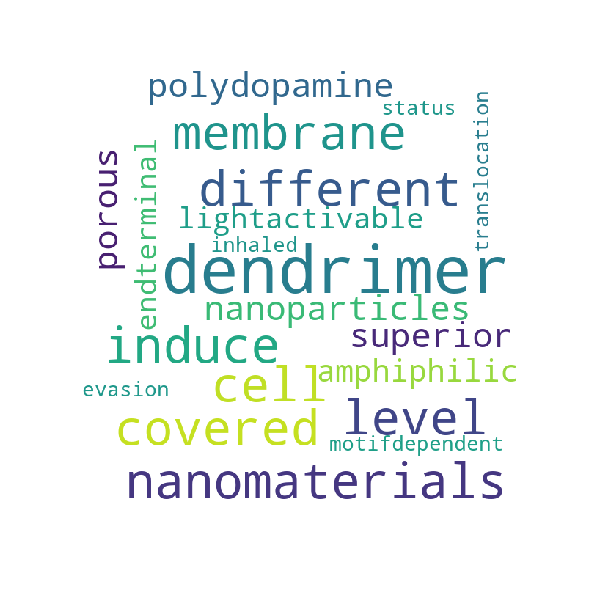 polydopamine
status
translocation
membrane
porous
endterminal
different
lightactivable
inhaled
dendrimer
nanoparticles
induce
superior
amphiphilic
cell
evasion
covered
level
motifdependent
nanomaterials